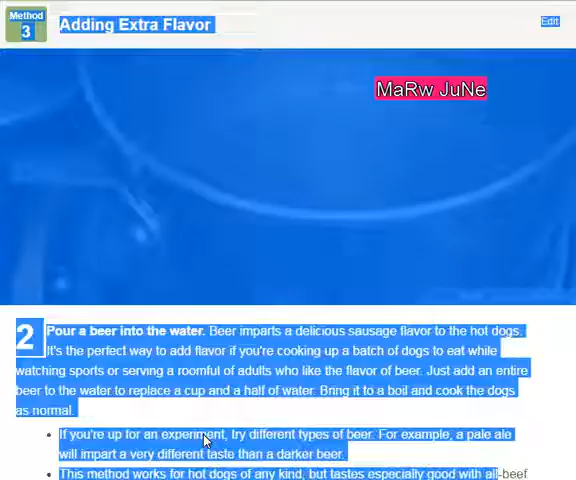 Method
3
Adding Extra Flavor
Edit
MaRw JuNe
2
Pour a beer into the water. Beer imparts a delicious sausage flavor to the hot dogs.
It's the perfect way to add flavor if you're cooking up a batch of dogs to eat while
watching sports or serving a roomful of adults who like the flavor of beer. Just add an entire
beer to the water to replace a cup and a half of water. Bring it to a boil and cook the dogs
as normal.
If you're up for an experiment, try different types of beer. For example, a pale ale
will impart a very different taste than a darker beer.
This method works for hot dogs of any kind, but tastes especially good with all-beef